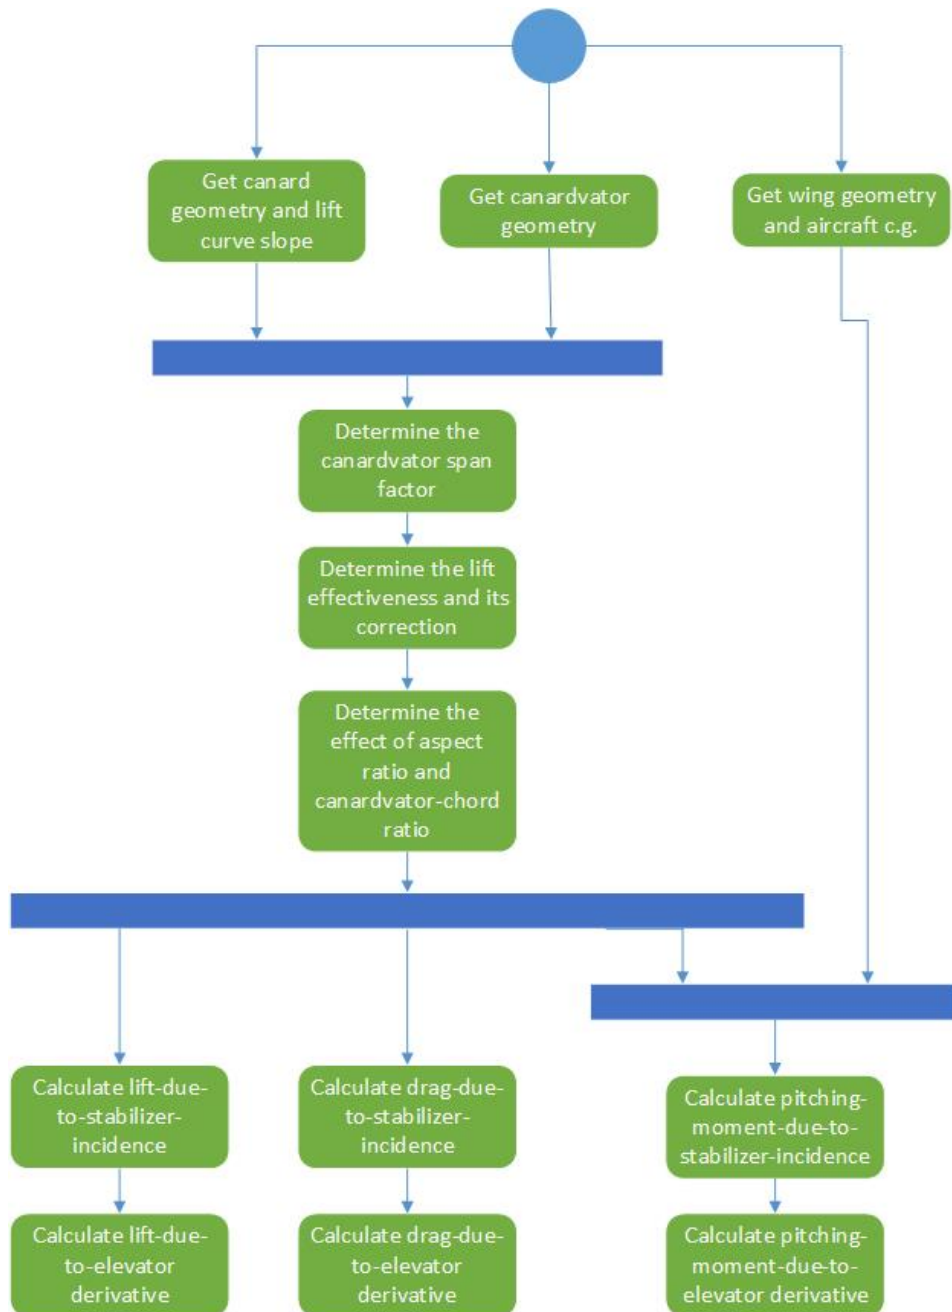 Get canard
geometry and lift
curve slope
Get canardvator
geometry
Get wing geometry
and aircraft c.g.
Determine the
canardvator span
factor
Determine the lift
effectiveness and its
correction
Determine the
effect of aspect
ratio and
canardvator-chord
ratio
Calculate lift-due-
to-stabilizer-
incidence
Calculate drag-due-
to-stabilizer-
incidence
Calculate pitching-
moment-due-to-
stabilizer-incidence
Calculate lift-due-
to-elevator
derivative
Calculate drag-due-
to-elevator
derivative
Calculate pitching-
moment-due-to-
elevator derivative